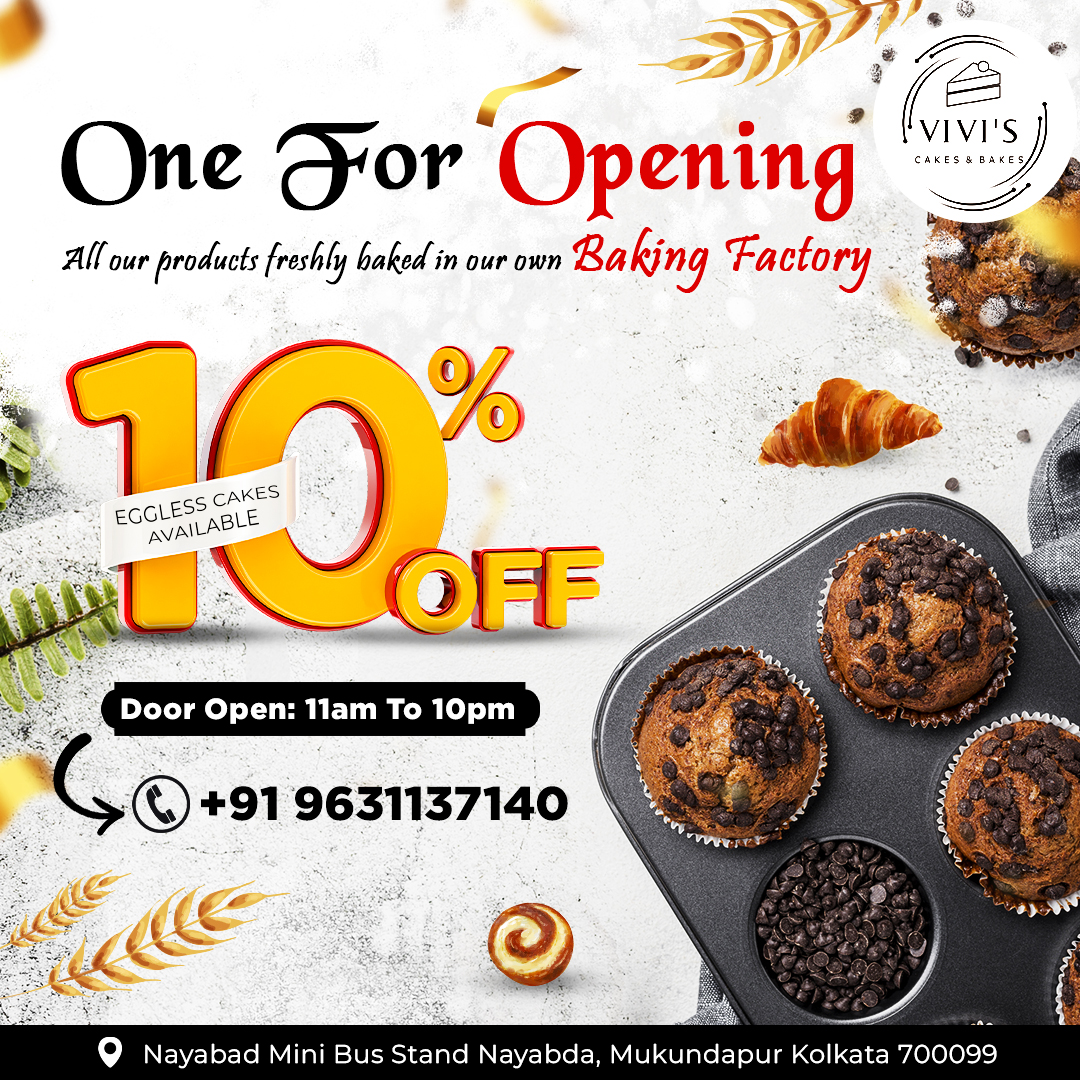 VIVI'S
CAKES & BAKES
One For Opening
All our products freshly baked in our own Baking Factory
10% OFF
EGGLESS CAKES
AVAILABLE
Door Open: 11am To 10pm
+91 9631137140
Nayabad Mini Bus Stand Nayabda, Mukundapur Kolkata 700099